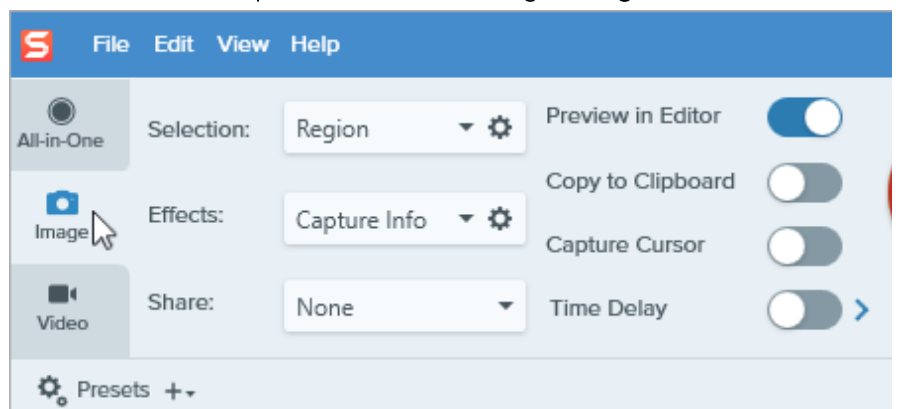 File Edit View Help
All-in-One
Image
Video
Selection: Region
Effects: Capture Info
Share: None
Preview in Editor
Copy to Clipboard
Capture Cursor
Time Delay
Presets